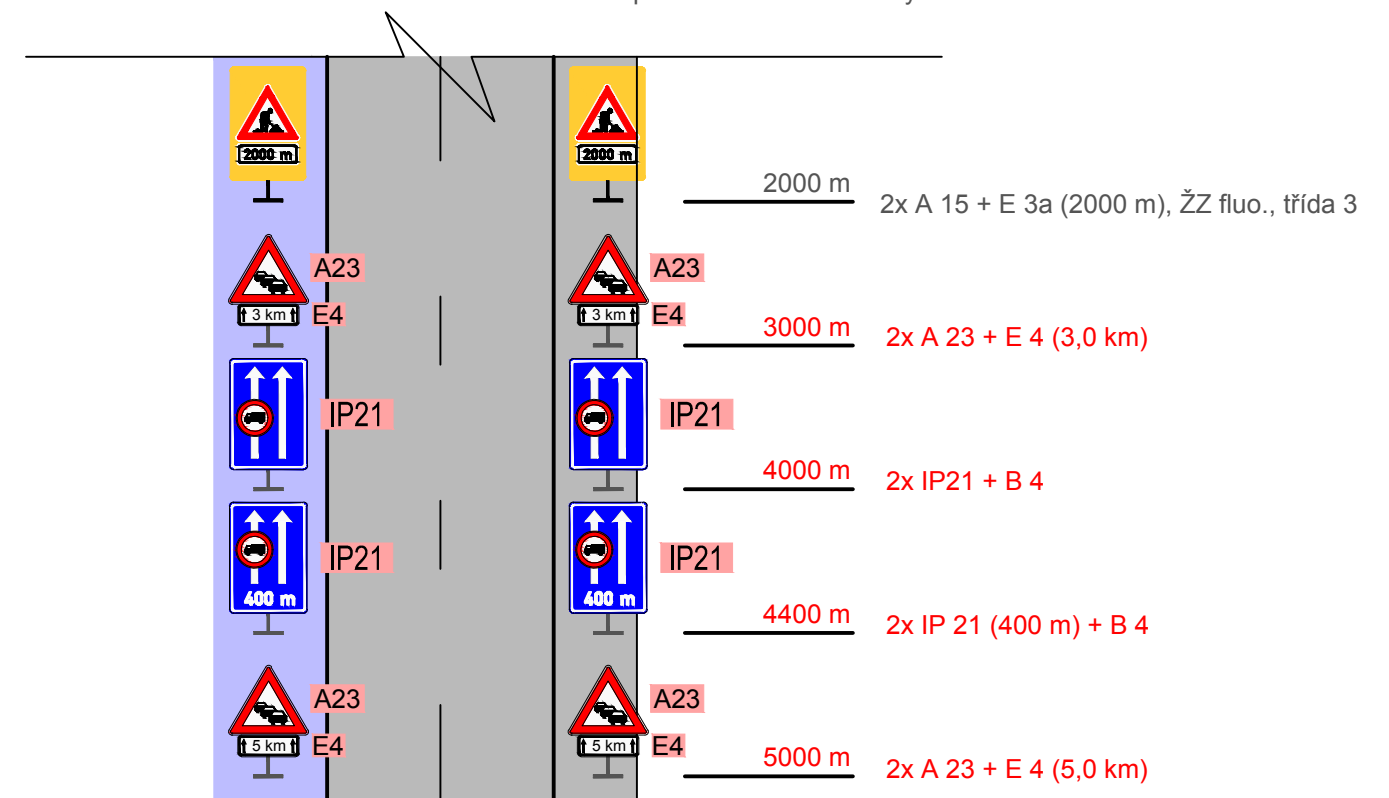 2000 m
2000 m
2000 m
2x A 15 + E 3a (2000 m), ŽZ fluo., třída 3
A23
A23
3 km
E4
3 km
E4
3000 m
2x A 23 + E 4 (3,0 km)
IP21
IP21
4000 m
2x IP21 + B 4
IP21
IP21
400 m
400 m
4400 m
2x IP 21 (400 m) + B 4
A23
A23
5 km
E4
5 km
E4
5000 m
2x A 23 + E 4 (5,0 km)